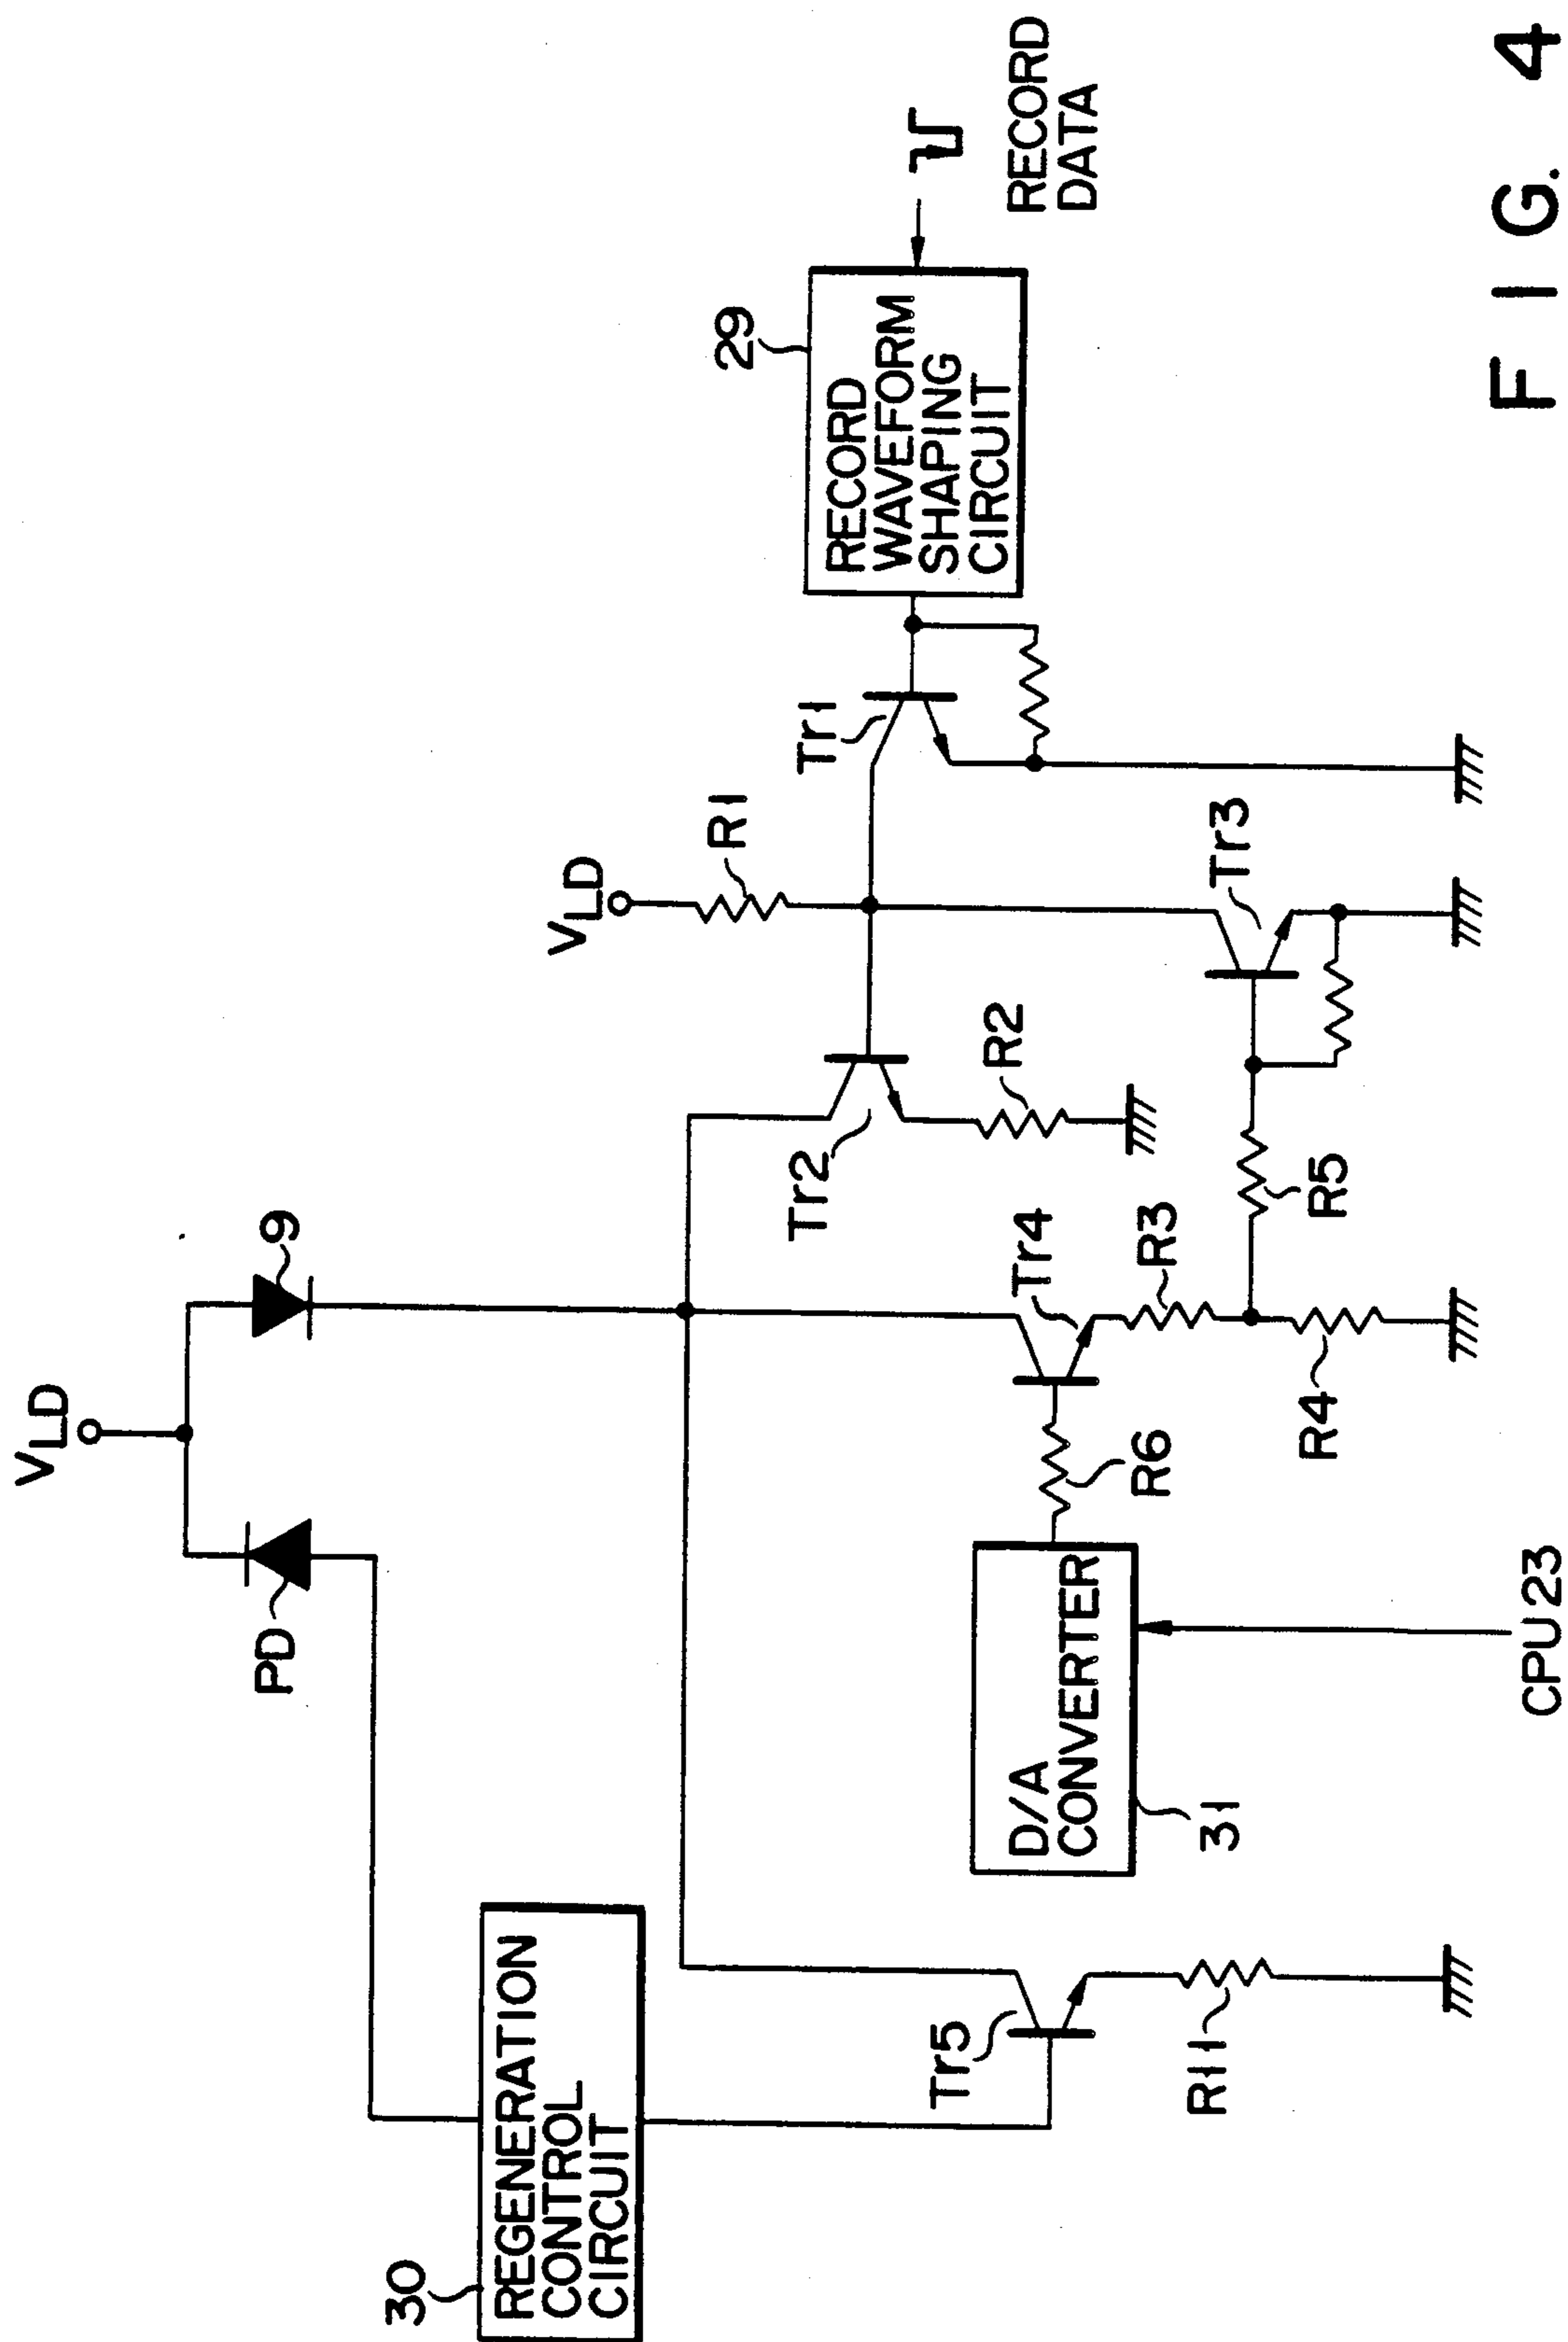 VLD
PD
9
30
REGENERATION
CONTROL
CIRCUIT
VLD
R1
Tr1
29
RECORD
WAVEFORM
SHAPING
CIRCUIT
RECORD
DATA
Tr2
R2
Tr5
R11
D/A
CONVERTER
31
CPU23
R6
Tr4
R3
R4
R5
Tr3
FIG. 4